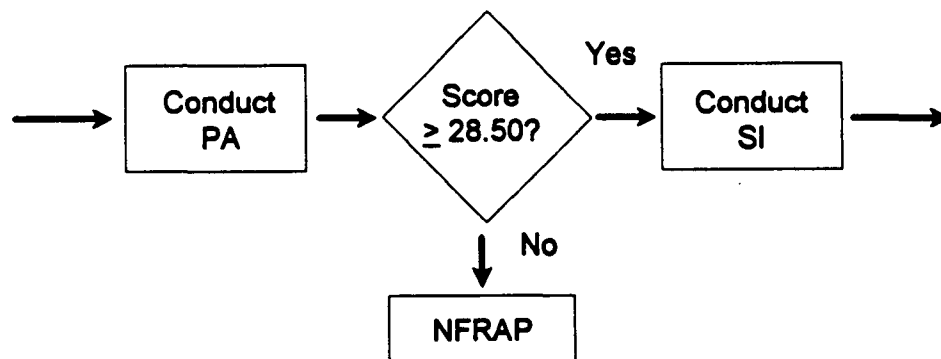 Conduct
PA
Score
≥ 28.50?
Yes
Conduct
SI
No
NFRAP